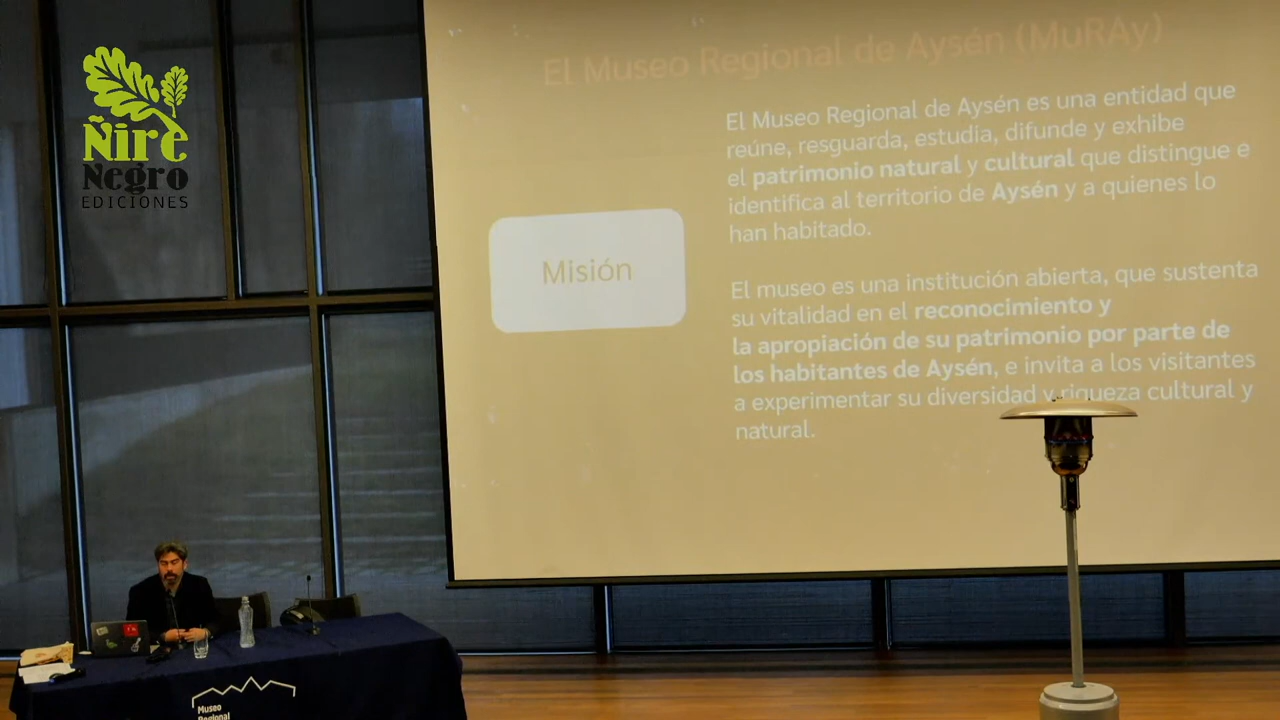 Ñire
Negro
EDICIONES
El Museo Regional de Aysén (MuRAy)
El Museo Regional de Aysén es una entidad que
reúne, resguarda, estudia, difunde y exhibe
el patrimonio natural y cultural que distingue e
identifica al territorio de Aysén y a quienes lo
han habitado.
Misión
El museo es una institución abierta, que sustenta
su vitalidad en el reconocimiento y
la apropiación de su patrimonio por parte de
los habitantes de Aysén, e invita a los visitantes
a experimentar su diversidad y riqueza cultural y
natural.
Museo
Regional